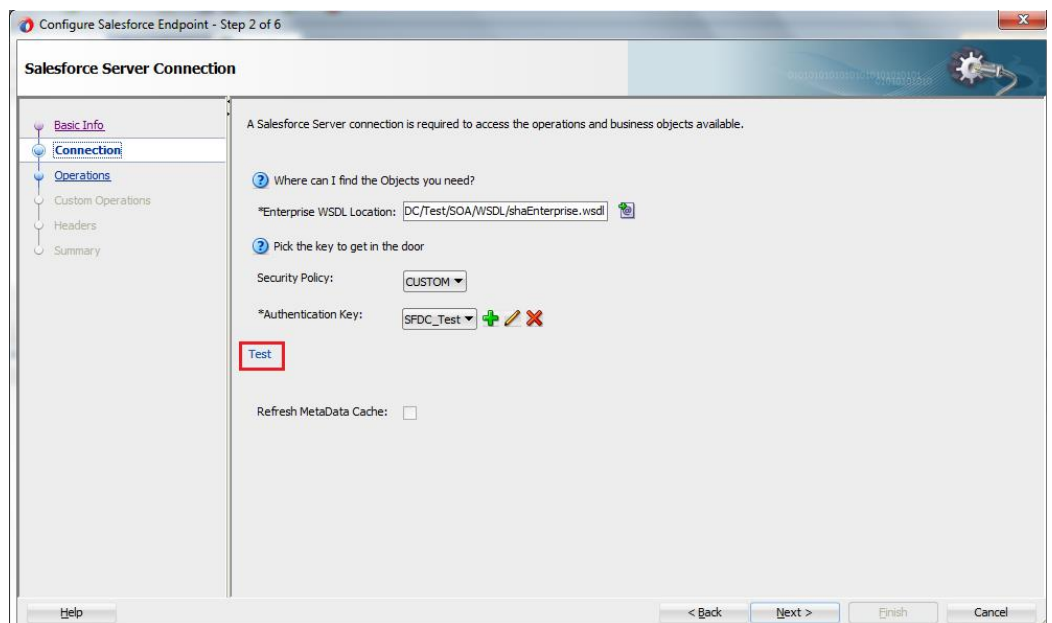 Configure Salesforce Endpoint - Step 2 of 6
X
Salesforce Server Connection
Basic Info
Connection
Operations
Custom Operations
Headers
Summary
A Salesforce Server connection is required to access the operations and business objects available.
Where can I find the Objects you need?
*Enterprise WSDL Location: DC/Test/SOA/WSDL/shaEnterprise.wsdl
Pick the key to get in the door
Security Policy: CUSTOM
*Authentication Key: SFDC_Test
Test
Refresh MetaData Cache:
Help < Back Next > Finish Cancel